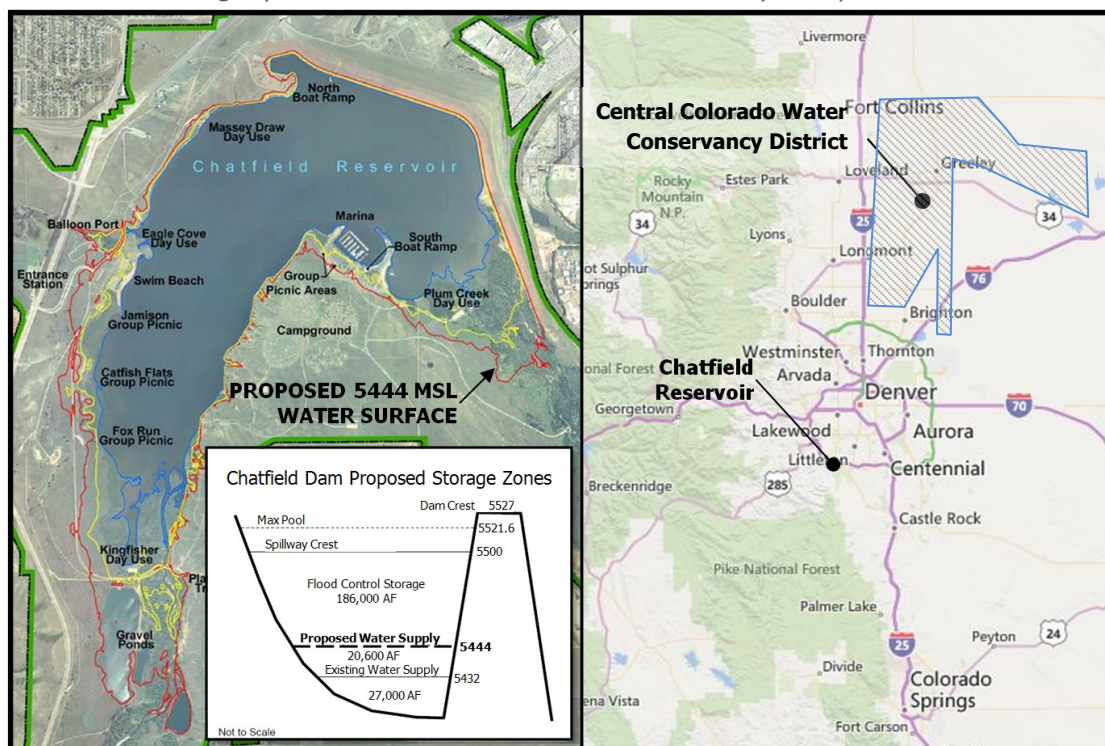 North
Boat Ramp
Massey Draw
Day Use
Chatfield Reservoir
Balloon Port
Eagle Cove
Day Use
Marina
South
Boat Ramp
Entrance
Station
Swim Beach
Group
Picnic Areas
Plum Creek
Day Use
Jamison
Group Picnic
Campground
Catfish Flats
Group Picnic
PROPOSED 5444 MSL
WATER SURFACE
Fox Run
Group Picnic
Kingfisher
Day Use
Gravel
Ponds
Chatfield Dam Proposed Storage Zones
Dam Crest 5527
Max Pool
5521.6
Spillway Crest
5500
Flood Control Storage
186,000 AF
Proposed Water Supply
5444
20,600 AF
Existing Water Supply
5432
27,000 AF
Not to Scale
Livermore
Fort Collins
Central Colorado Water
Conservancy District
Loveland
Greeley
Estes Park
Rocky
Mountain N.P.
34
25
34
Lyons
Longmont
Sulphur
76
Boulder
Brighton
Westminster
Thornton
Chatfield
Reservoir
Arvada
Denver
Forest
Georgetown
70
Lakewood
Aurora
Littleton
Centennial
285
Breckenridge
Castle Rock
Pike National Forest
Palmer Lake
Peyton
24
25
Divide
Colorado
Springs
Vista
Fort Carson